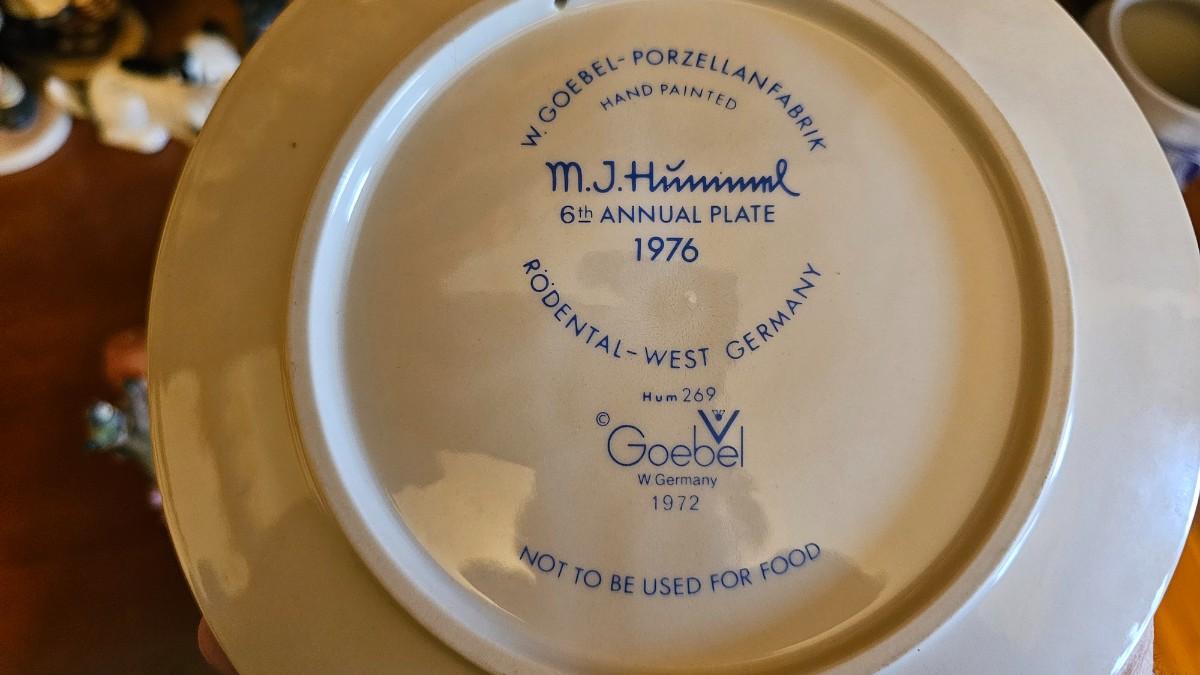 W. GOEBEL-PORZELLANFABRIK
HAND PAINTED
M.J. Hummel
6th ANNUAL PLATE
1976
RÖDENTAL-WEST GERMANY
Hum 269
© Goebel
W Germany
1972
NOT TO BE USED FOR FOOD